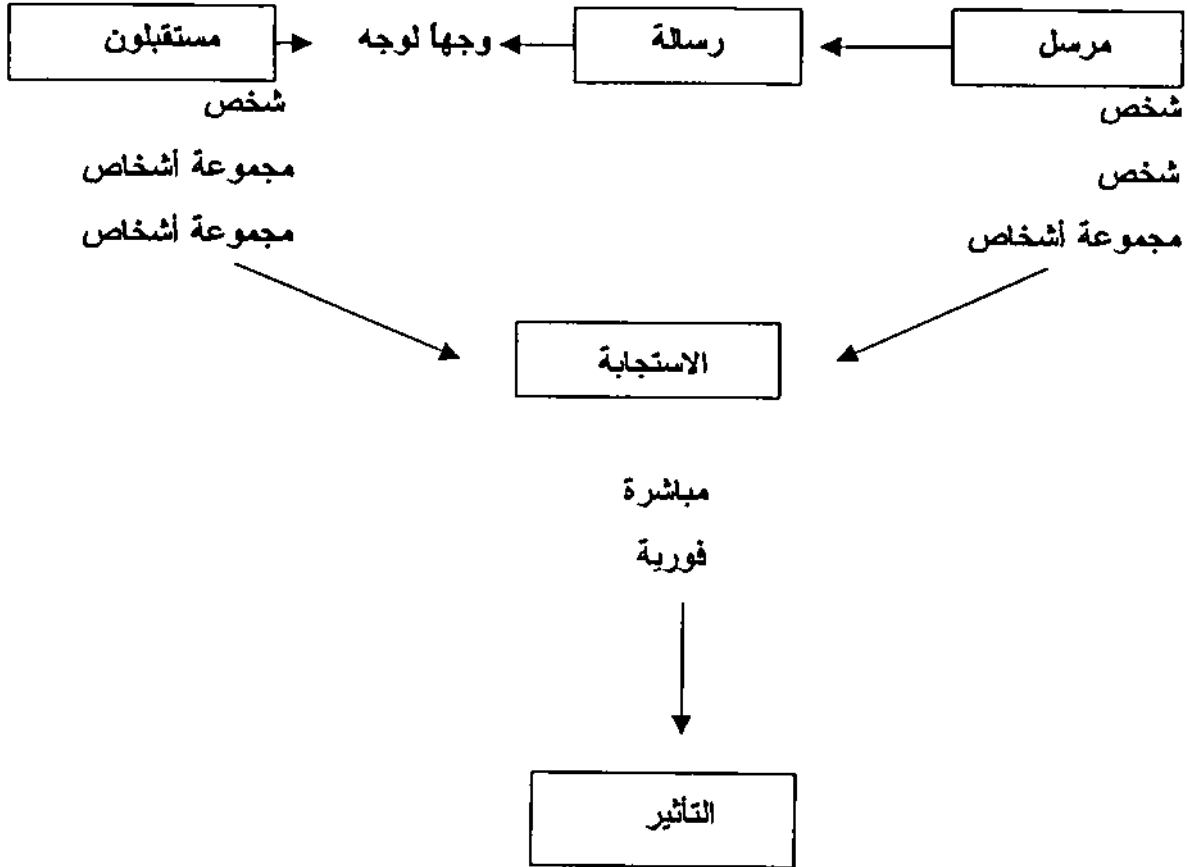 مرسل
رسالة
وجهاً لوجه
مستقبلون
شخص
شخص
شخص
مجموعة أشخاص
مجموعة أشخاص
مجموعة أشخاص
الاستجابة
مباشرة
فورية
التأثير